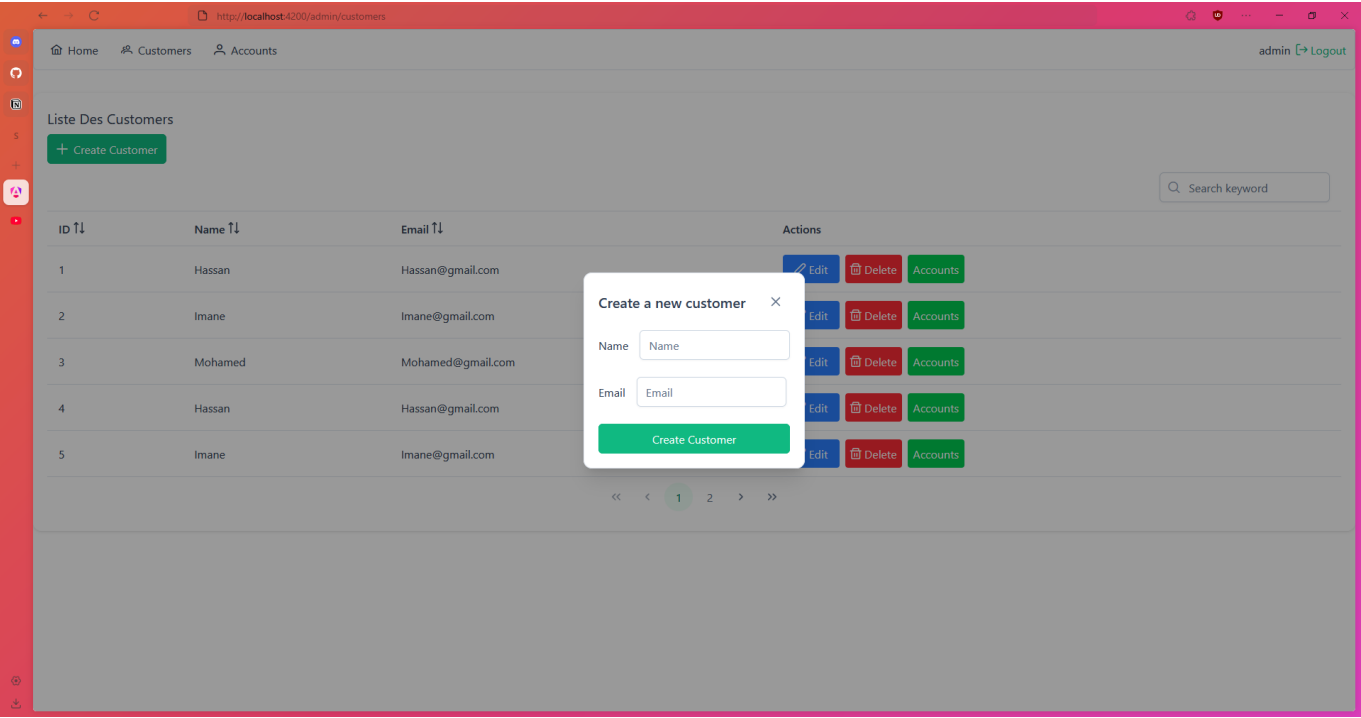 http://localhost:4200/admin/customers
Home Customers Accounts admin Logout
Liste Des Customers
Create Customer
Search keyword
ID Name Email Actions
1 Hassan Hassan@gmail.com Edit Delete Accounts
2 Imane Imane@gmail.com Edit Delete Accounts
3 Mohamed Mohamed@gmail.com Edit Delete Accounts
4 Hassan Hassan@gmail.com Edit Delete Accounts
5 Imane Imane@gmail.com Edit Delete Accounts
Create a new customer
Name Name
Email Email
Create Customer
1 2
S